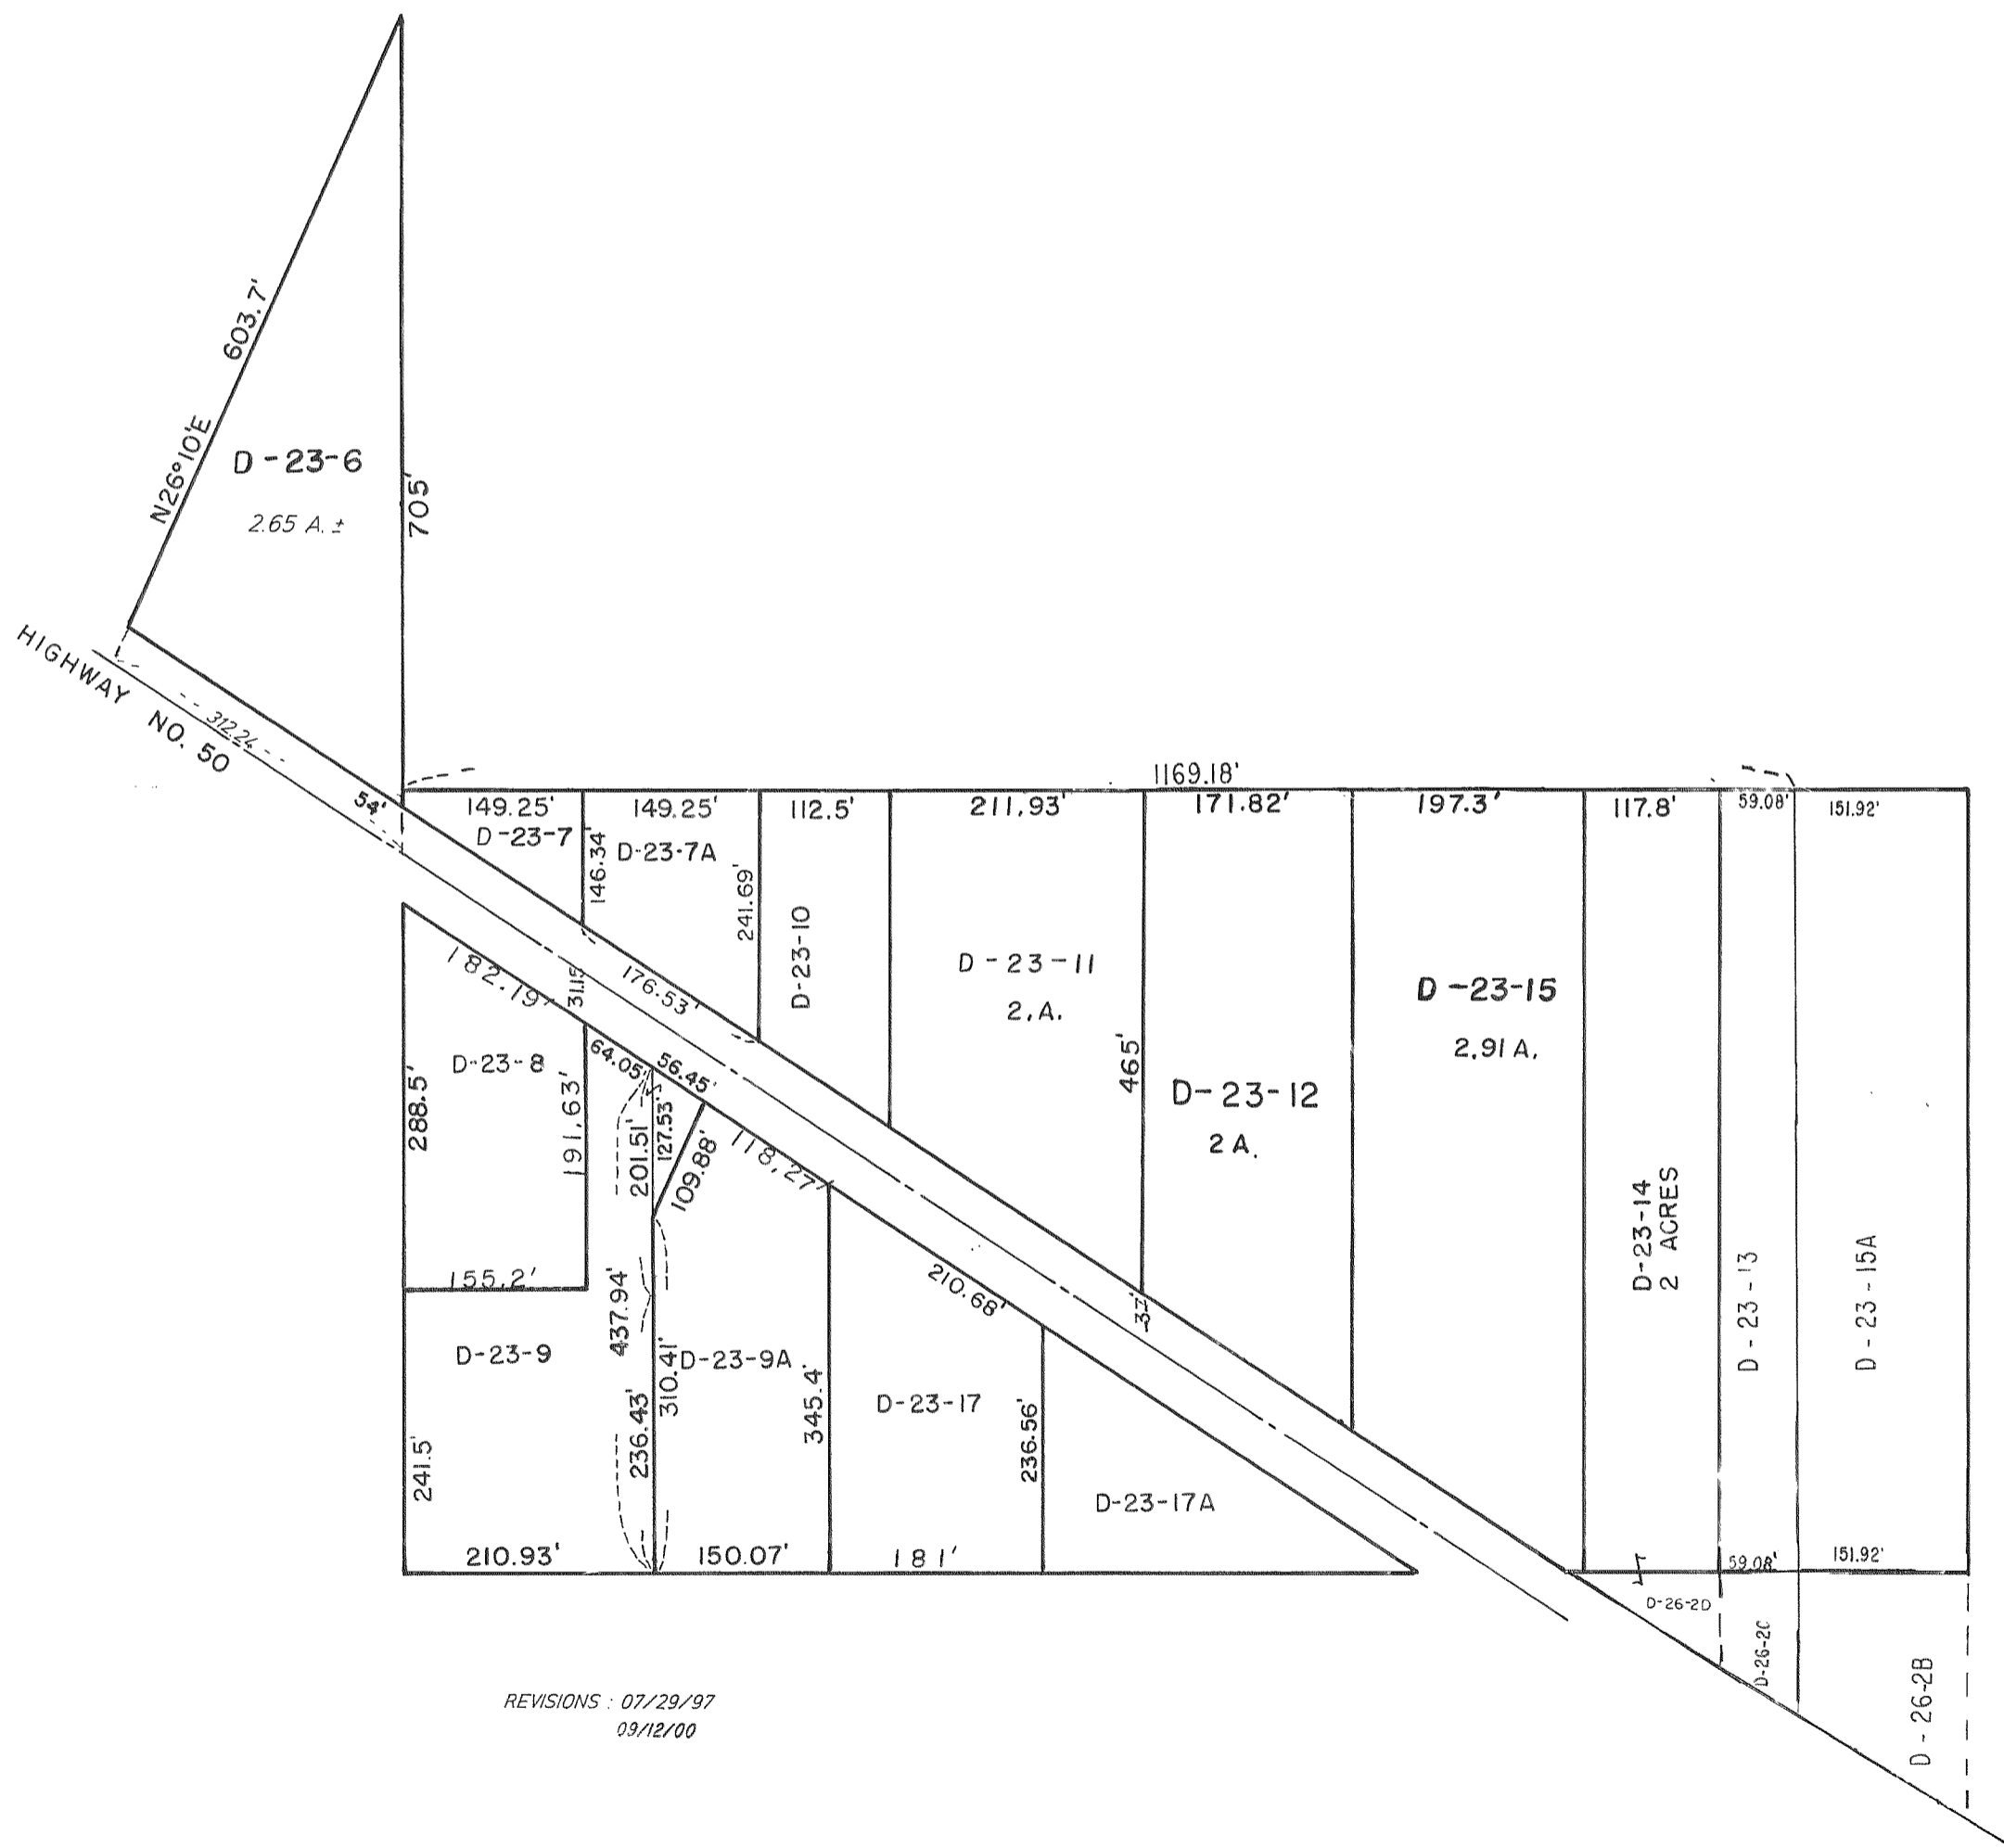 603.7'
N26°10'E
D-23-6
2.65 A. ±
705'
HIGHWAY NO. 50
312.24
54'
1169.18'
149.25'
149.25'
112.5'
211.93'
171.82'
197.3'
117.8'
59.08'
151.92'
D-23-7
146.34'
D-23-7A
241.69'
D-23-10
D-23-11
2.A.
465'
D-23-12
2 A.
D-23-15
2.91 A.
D-23-14
2 ACRES
D-23-13
D-23-15A
182.19'
31.15
176.53'
288.5'
D-23-8
191.63'
64.05'
56.45'
201.51'
127.53'
109.88'
118.27'
155.2'
437.94'
210.68'
37'
D-23-9
310.41'
D-23-9A
345.4'
D-23-17
236.56'
241.5'
236.43'
D-23-17A
210.93'
150.07'
181'
59.08'
151.92'
D-26-2D
D-26-2C
D-26-2B
REVISIONS : 07/29/97
09/12/00